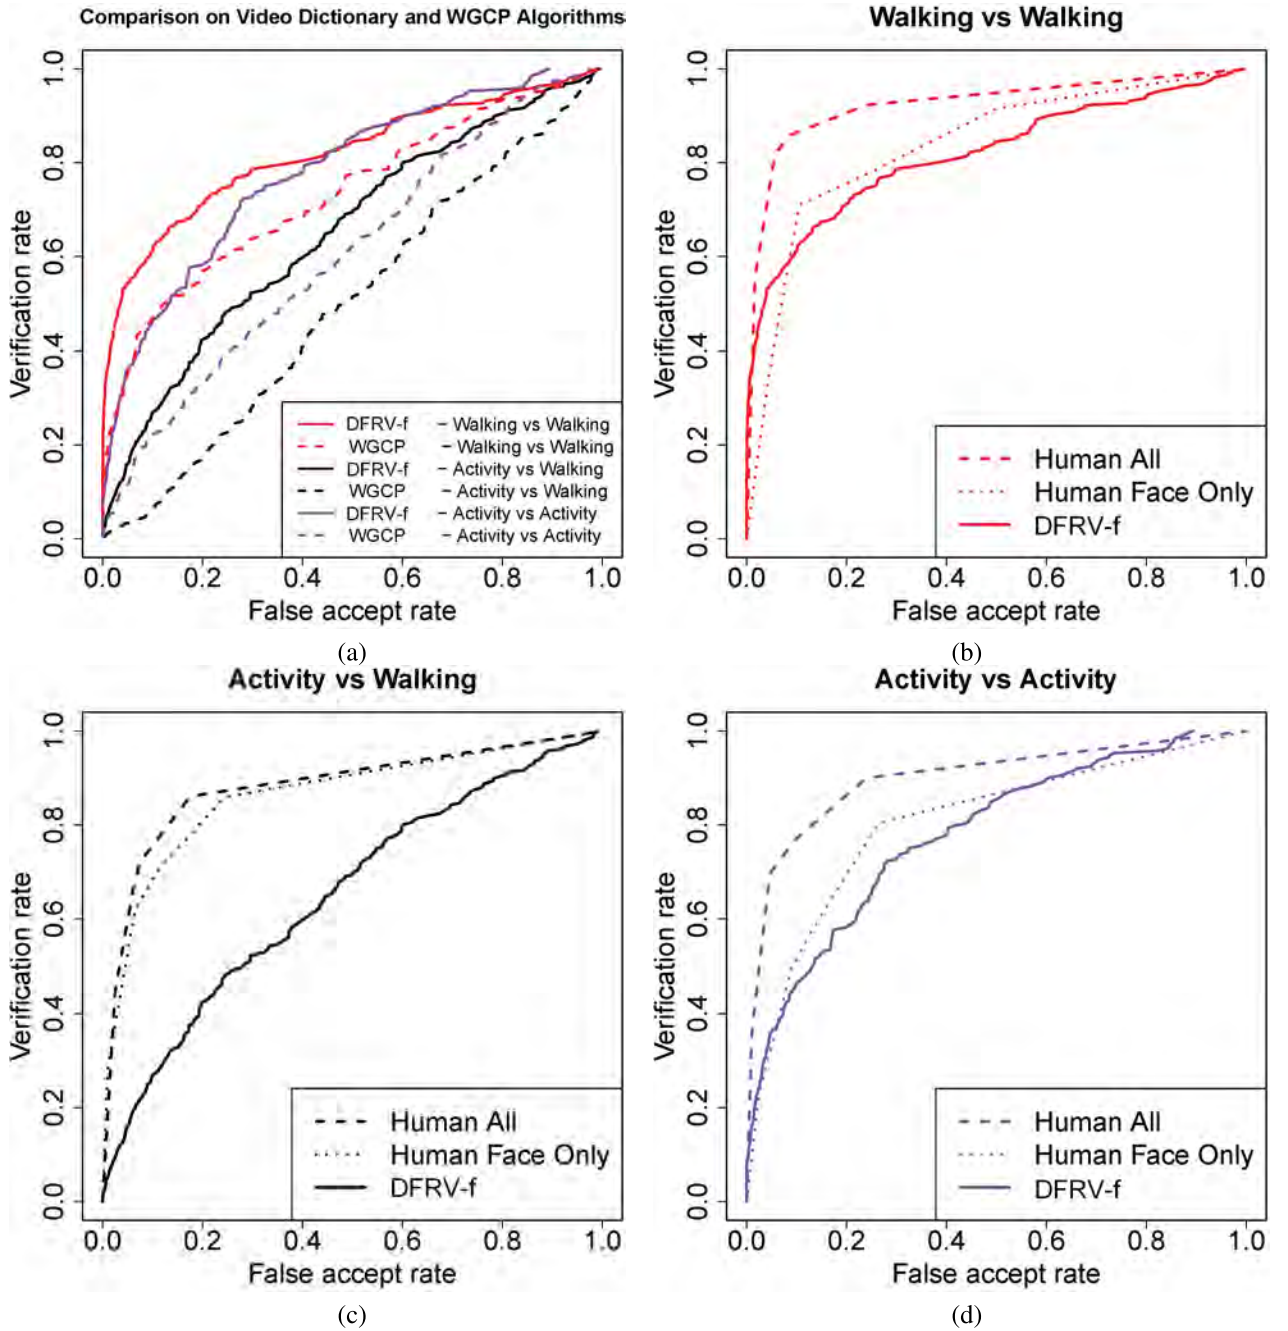 Comparison on Video Dictionary and WGCP Algorithms
Verification rate
1.0
0.8
0.6
0.4
0.2
0.0
DFRV-f – Walking vs Walking
WGCP – Walking vs Walking
DFRV-f – Activity vs Walking
WGCP – Activity vs Walking
DFRV-f – Activity vs Activity
WGCP – Activity vs Activity
0.0 0.2 0.4 0.6 0.8 1.0
False accept rate
(a)
Walking vs Walking
Verification rate
1.0
0.8
0.6
0.4
0.2
0.0
Human All
Human Face Only
DFRV-f
0.0 0.2 0.4 0.6 0.8 1.0
False accept rate
(b)
Activity vs Walking
Verification rate
1.0
0.8
0.6
0.4
0.2
0.0
Human All
Human Face Only
DFRV-f
0.0 0.2 0.4 0.6 0.8 1.0
False accept rate
(c)
Activity vs Activity
Verification rate
1.0
0.8
0.6
0.4
0.2
0.0
Human All
Human Face Only
DFRV-f
0.0 0.2 0.4 0.6 0.8 1.0
False accept rate
(d)